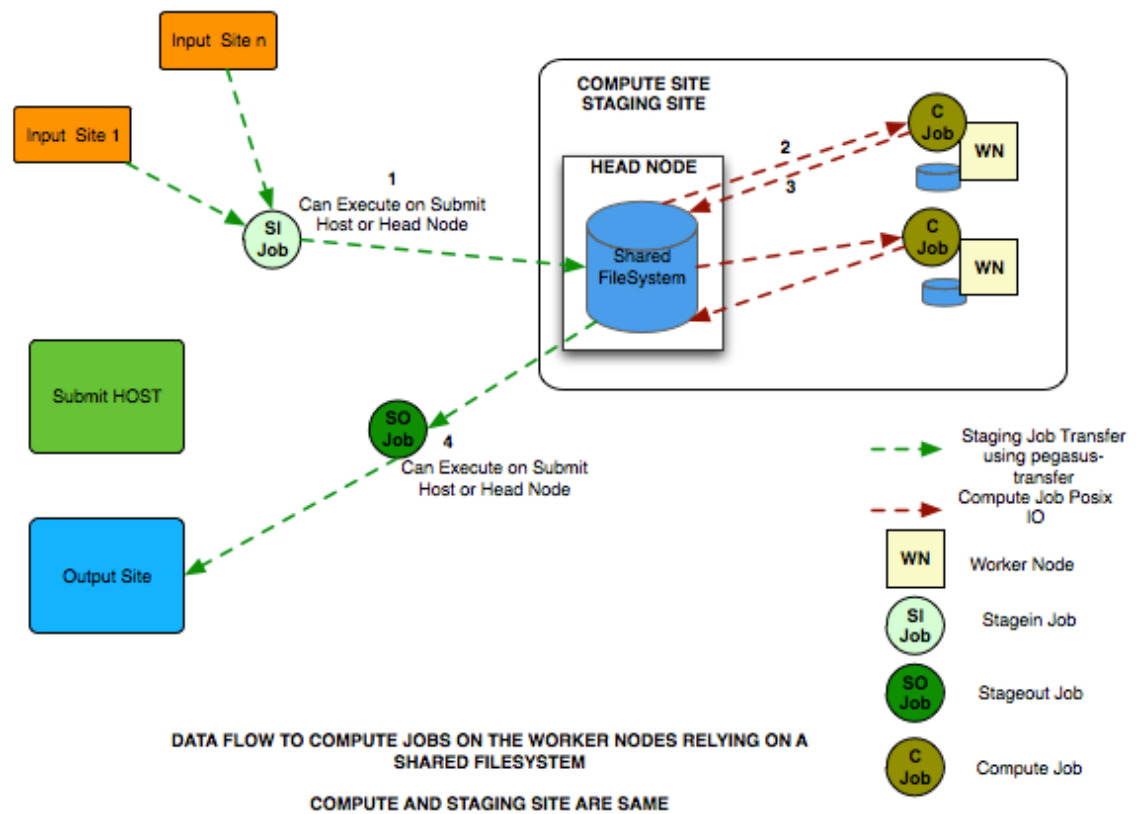 Input  Site n
Input  Site 1
SI
Job
1
Can Execute on Submit
Host or Head Node
COMPUTE SITE
STAGING SITE
HEAD NODE
Shared
FileSystem
2
3
C
Job
WN
C
Job
WN
Submit HOST
SO
Job
4
Can Execute on Submit
Host or Head Node
Output Site
Staging Job Transfer
using pegasus-
transfer
Compute Job Posix
IO
WN
Worker Node
SI
Job
Stagein Job
SO
Job
Stageout Job
C
Job
Compute Job
DATA FLOW TO COMPUTE JOBS ON THE WORKER NODES RELYING ON A
SHARED FILESYSTEM
COMPUTE AND STAGING SITE ARE SAME